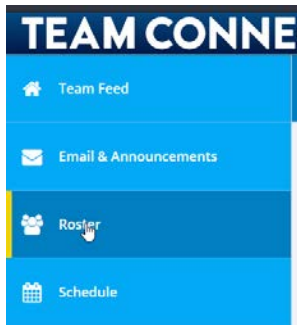 TEAM CONNE
Team Feed
Email & Announcements
Roster
Schedule